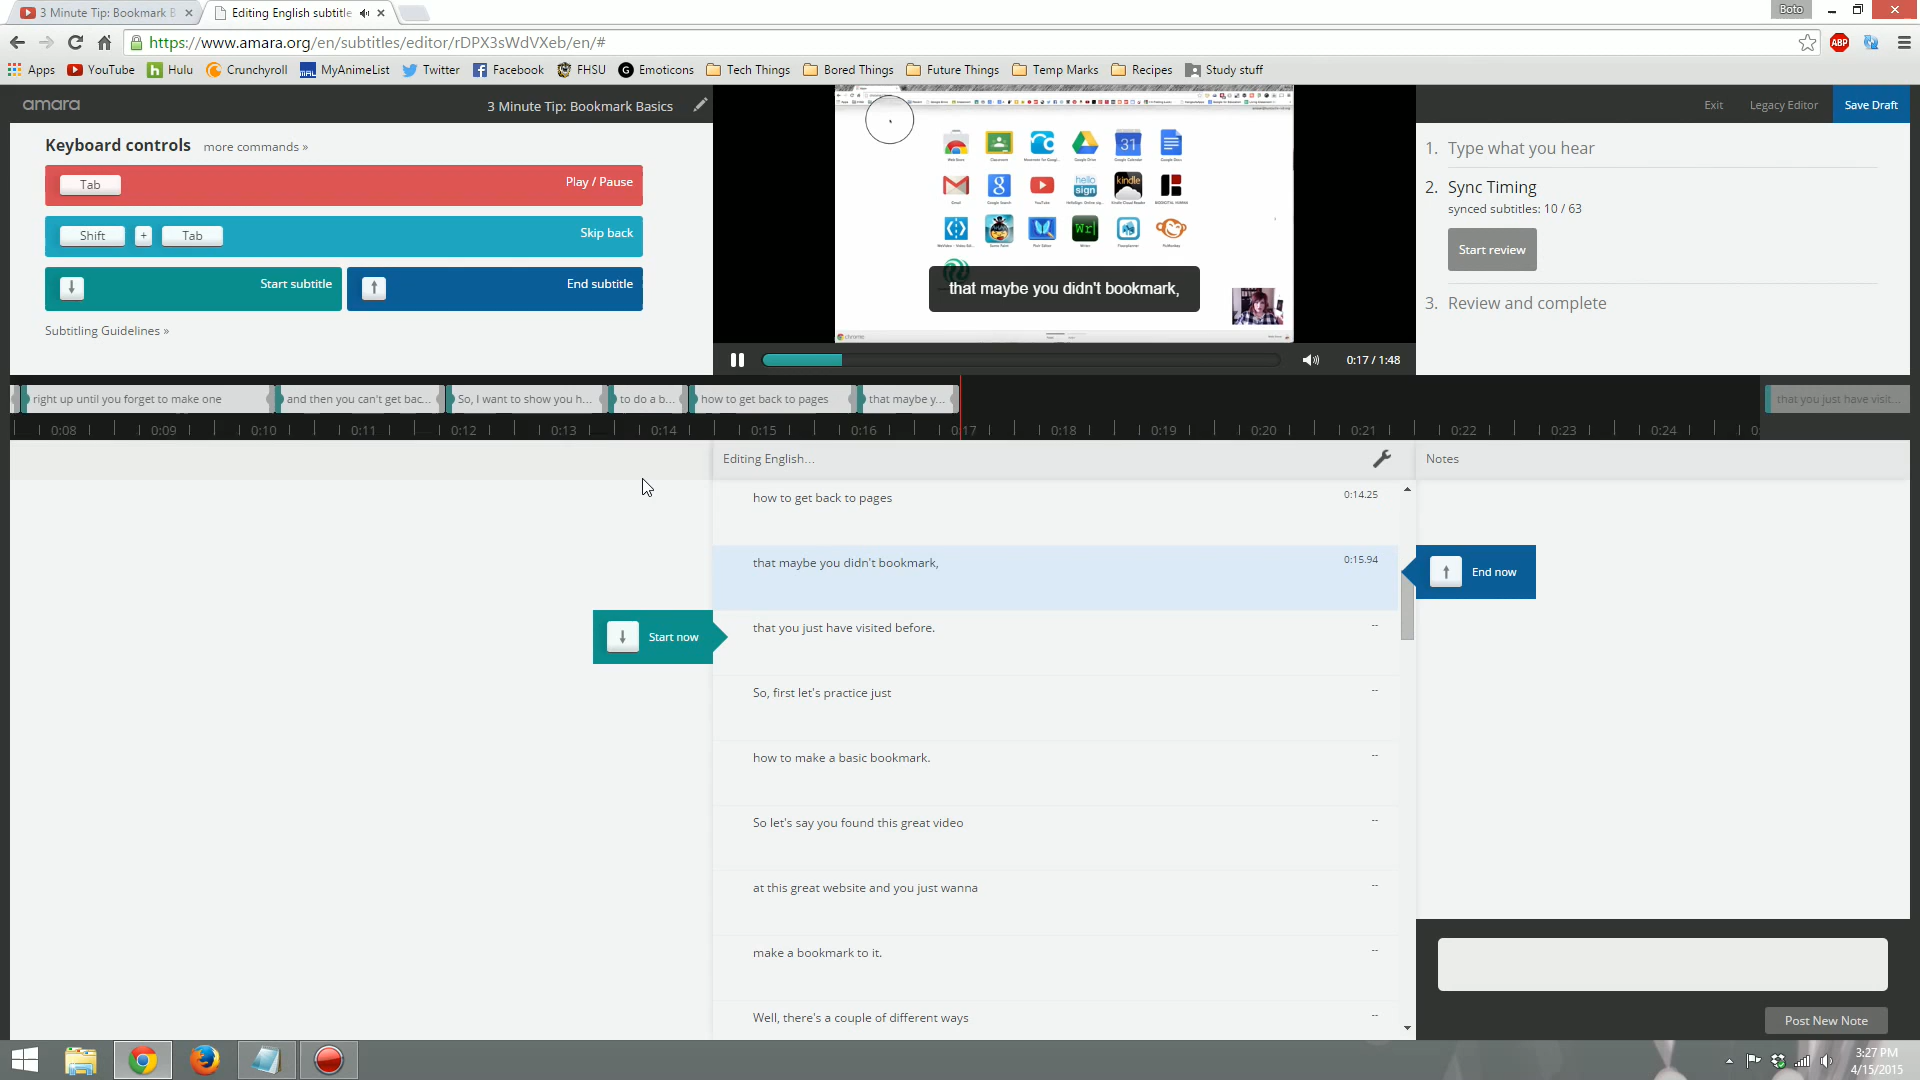 3 Minute Tip: Bookmark B
Editing English subtitle
Boto
https://www.amara.org/en/subtitles/editor/rDPX3sWdVXeb/en/#
ABP
Apps
YouTube
Hulu
Crunchyroll
MyAnimeList
Twitter
Facebook
FHSU
Emoticons
Tech Things
Bored Things
Future Things
Temp Marks
Recipes
Study stuff
amara
3 Minute Tip: Bookmark Basics
Exit
Legacy Editor
Save Draft
Keyboard controls
more commands »
Tab
Play / Pause
Shift
+
Tab
Skip back
Start subtitle
End subtitle
Subtitling Guidelines »
that maybe you didn't bookmark,
0:17 / 1:48
1. Type what you hear
2. Sync Timing
synced subtitles: 10 / 63
Start review
3. Review and complete
right up until you forget to make one
and then you can't get bac...
So, I want to show you h...
to do a b...
how to get back to pages
that maybe y...
that you just have visit...
0:08 0:09 0:10 0:11 0:12 0:13 0:14 0:15 0:16 0:17 0:18 0:19 0:20 0:21 0:22 0:23 0:24
Editing English...
Notes
how to get back to pages
0:14.25
that maybe you didn't bookmark,
0:15.94
End now
Start now
that you just have visited before.
--
So, first let's practice just
--
how to make a basic bookmark.
--
So let's say you found this great video
--
at this great website and you just wanna
--
make a bookmark to it.
--
Well, there's a couple of different ways
--
Post New Note
3:27 PM
4/15/2015